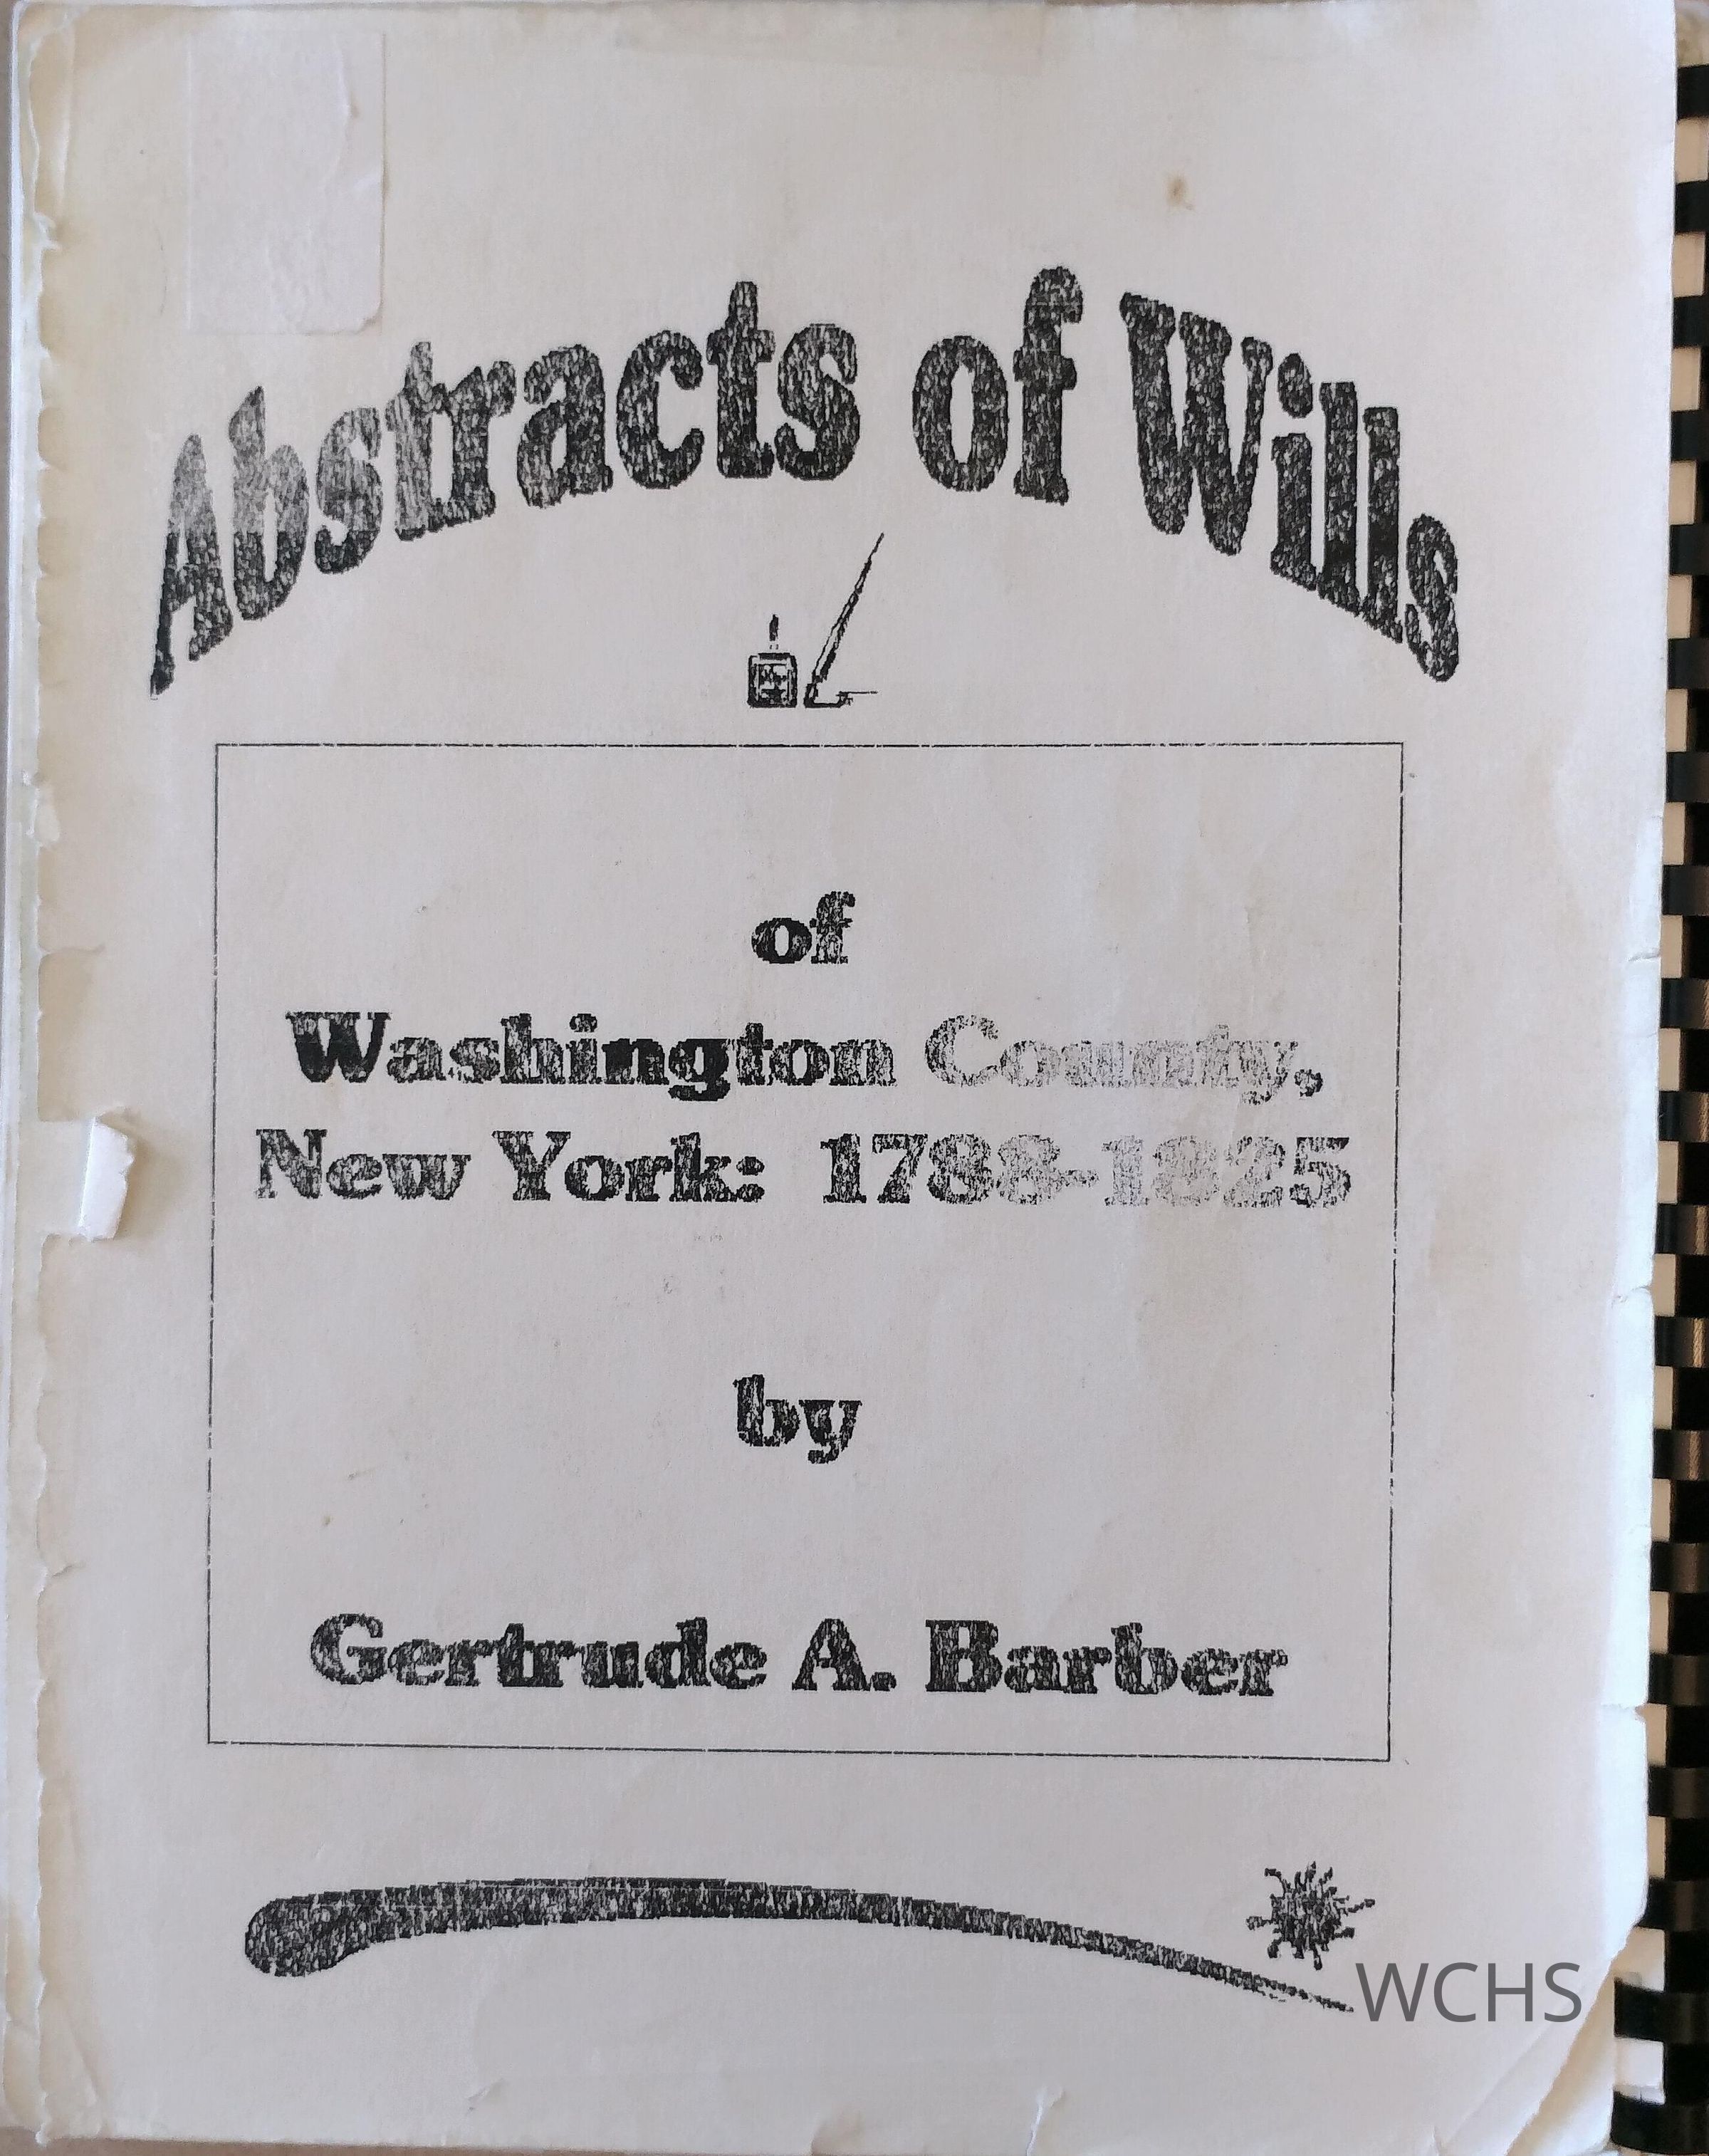 Abstracts of Wills
of
Washington County,
New York: 1788-1825
by
Gertrude A. Barber
WCHS